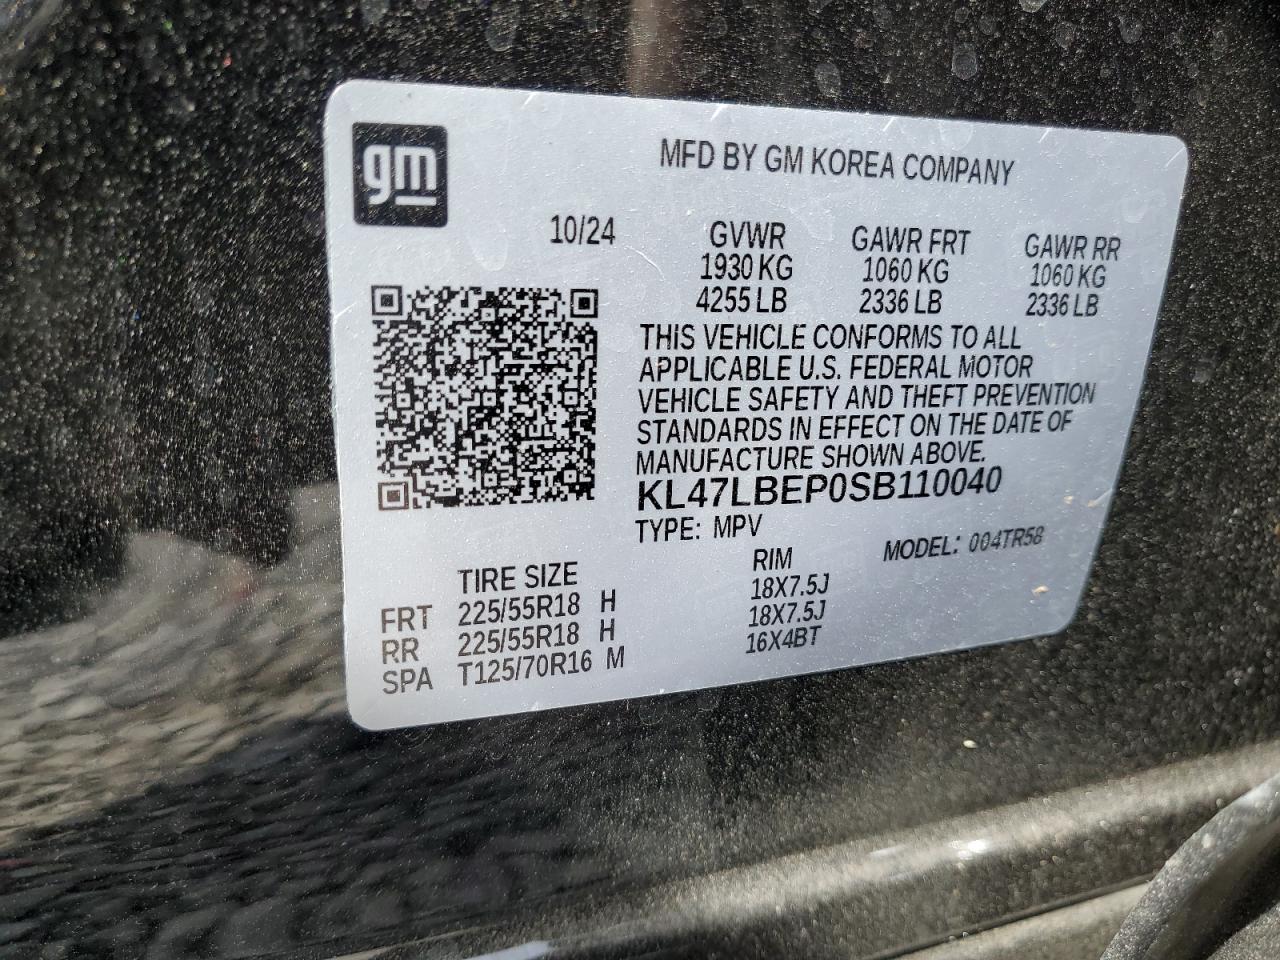 gm
MFD BY GM KOREA COMPANY
10/24
GVWR GAWR FRT GAWR RR
1930 KG 1060 KG 1060 KG
4255 LB 2336 LB 2336 LB
THIS VEHICLE CONFORMS TO ALL
APPLICABLE U.S. FEDERAL MOTOR
VEHICLE SAFETY AND THEFT PREVENTION
STANDARDS IN EFFECT ON THE DATE OF
MANUFACTURE SHOWN ABOVE.
KL47LBEP0SB110040
TYPE: MPV MODEL: 004TR58
TIRE SIZE RIM
FRT 225/55R18 H 18X7.5J
RR 225/55R18 H 18X7.5J
SPA T125/70R16 M 16X4BT